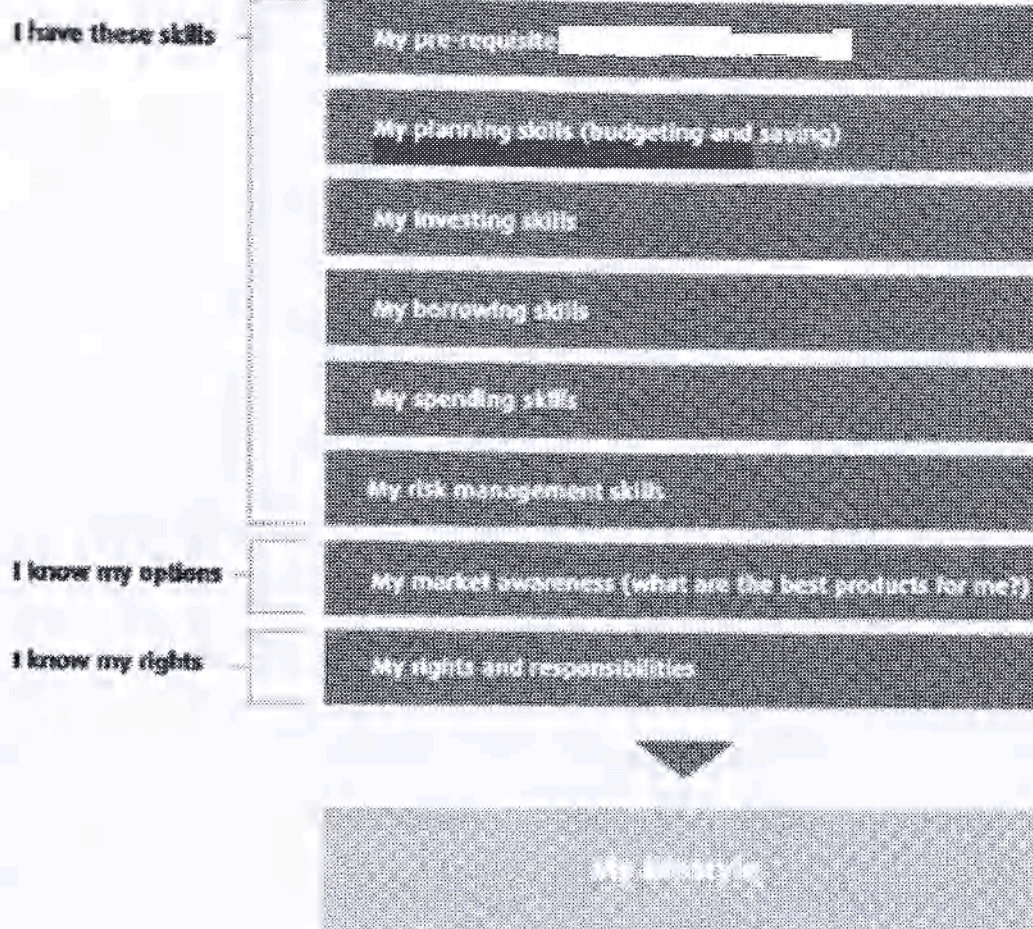 I have these skills
My pre-requisite
My planning skills (budgeting and saving)
My investing skills
My borrowing skills
My spending skills
My risk management skills
I know my options
My market awareness (what are the best products for me?)
I know my rights
My rights and responsibilities
My lifestyle